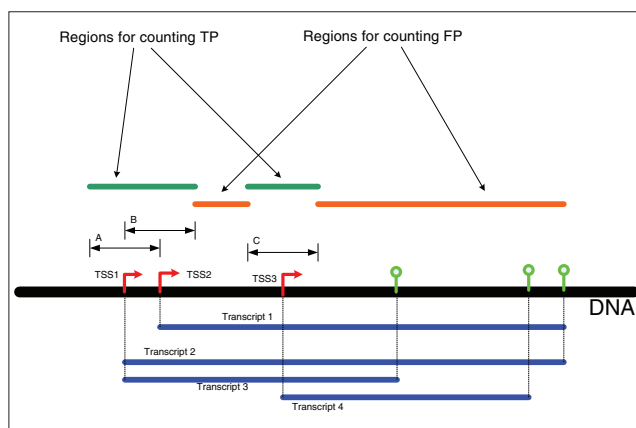 Regions for counting TP
Regions for counting FP
B
A
C
TSS1
TSS2
TSS3
DNA
Transcript 1
Transcript 2
Transcript 3
Transcript 4